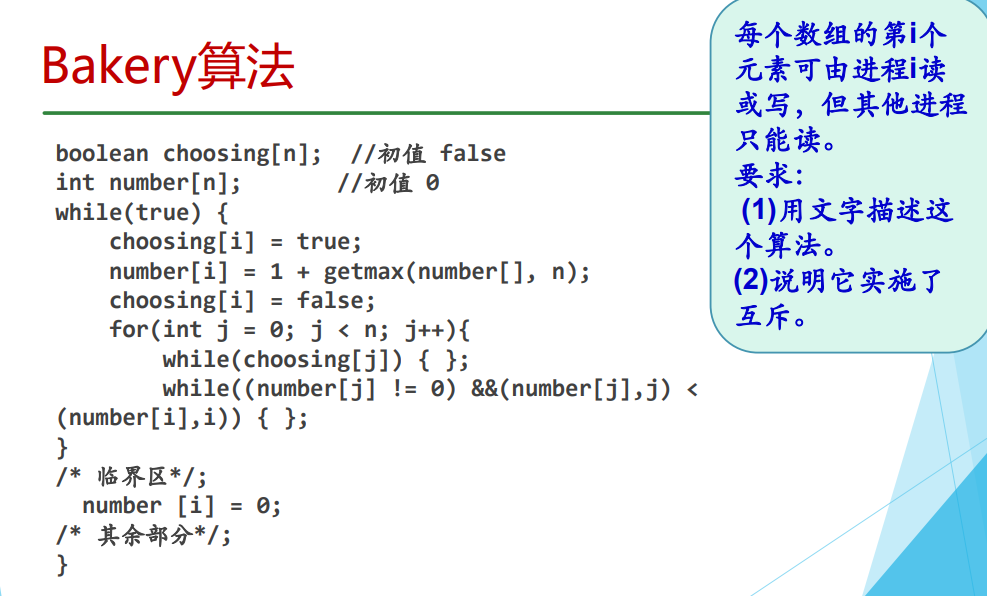 Bakery算法
boolean choosing[n];  //初值 false
int number[n];       //初值 0
while(true) {
    choosing[i] = true;
    number[i] = 1 + getmax(number[], n);
    choosing[i] = false;
    for(int j = 0; j < n; j++){
        while(choosing[j]) { };
        while((number[j] != 0) &&(number[j],j) <
(number[i],i)) { };
}
/* 临界区*/;
  number [i] = 0;
/* 其余部分*/;
}
每个数组的第i个
元素可由进程i读
或写，但其他进程
只能读。
要求：
(1)用文字描述这
个算法。
(2)说明它实施了
互斥。